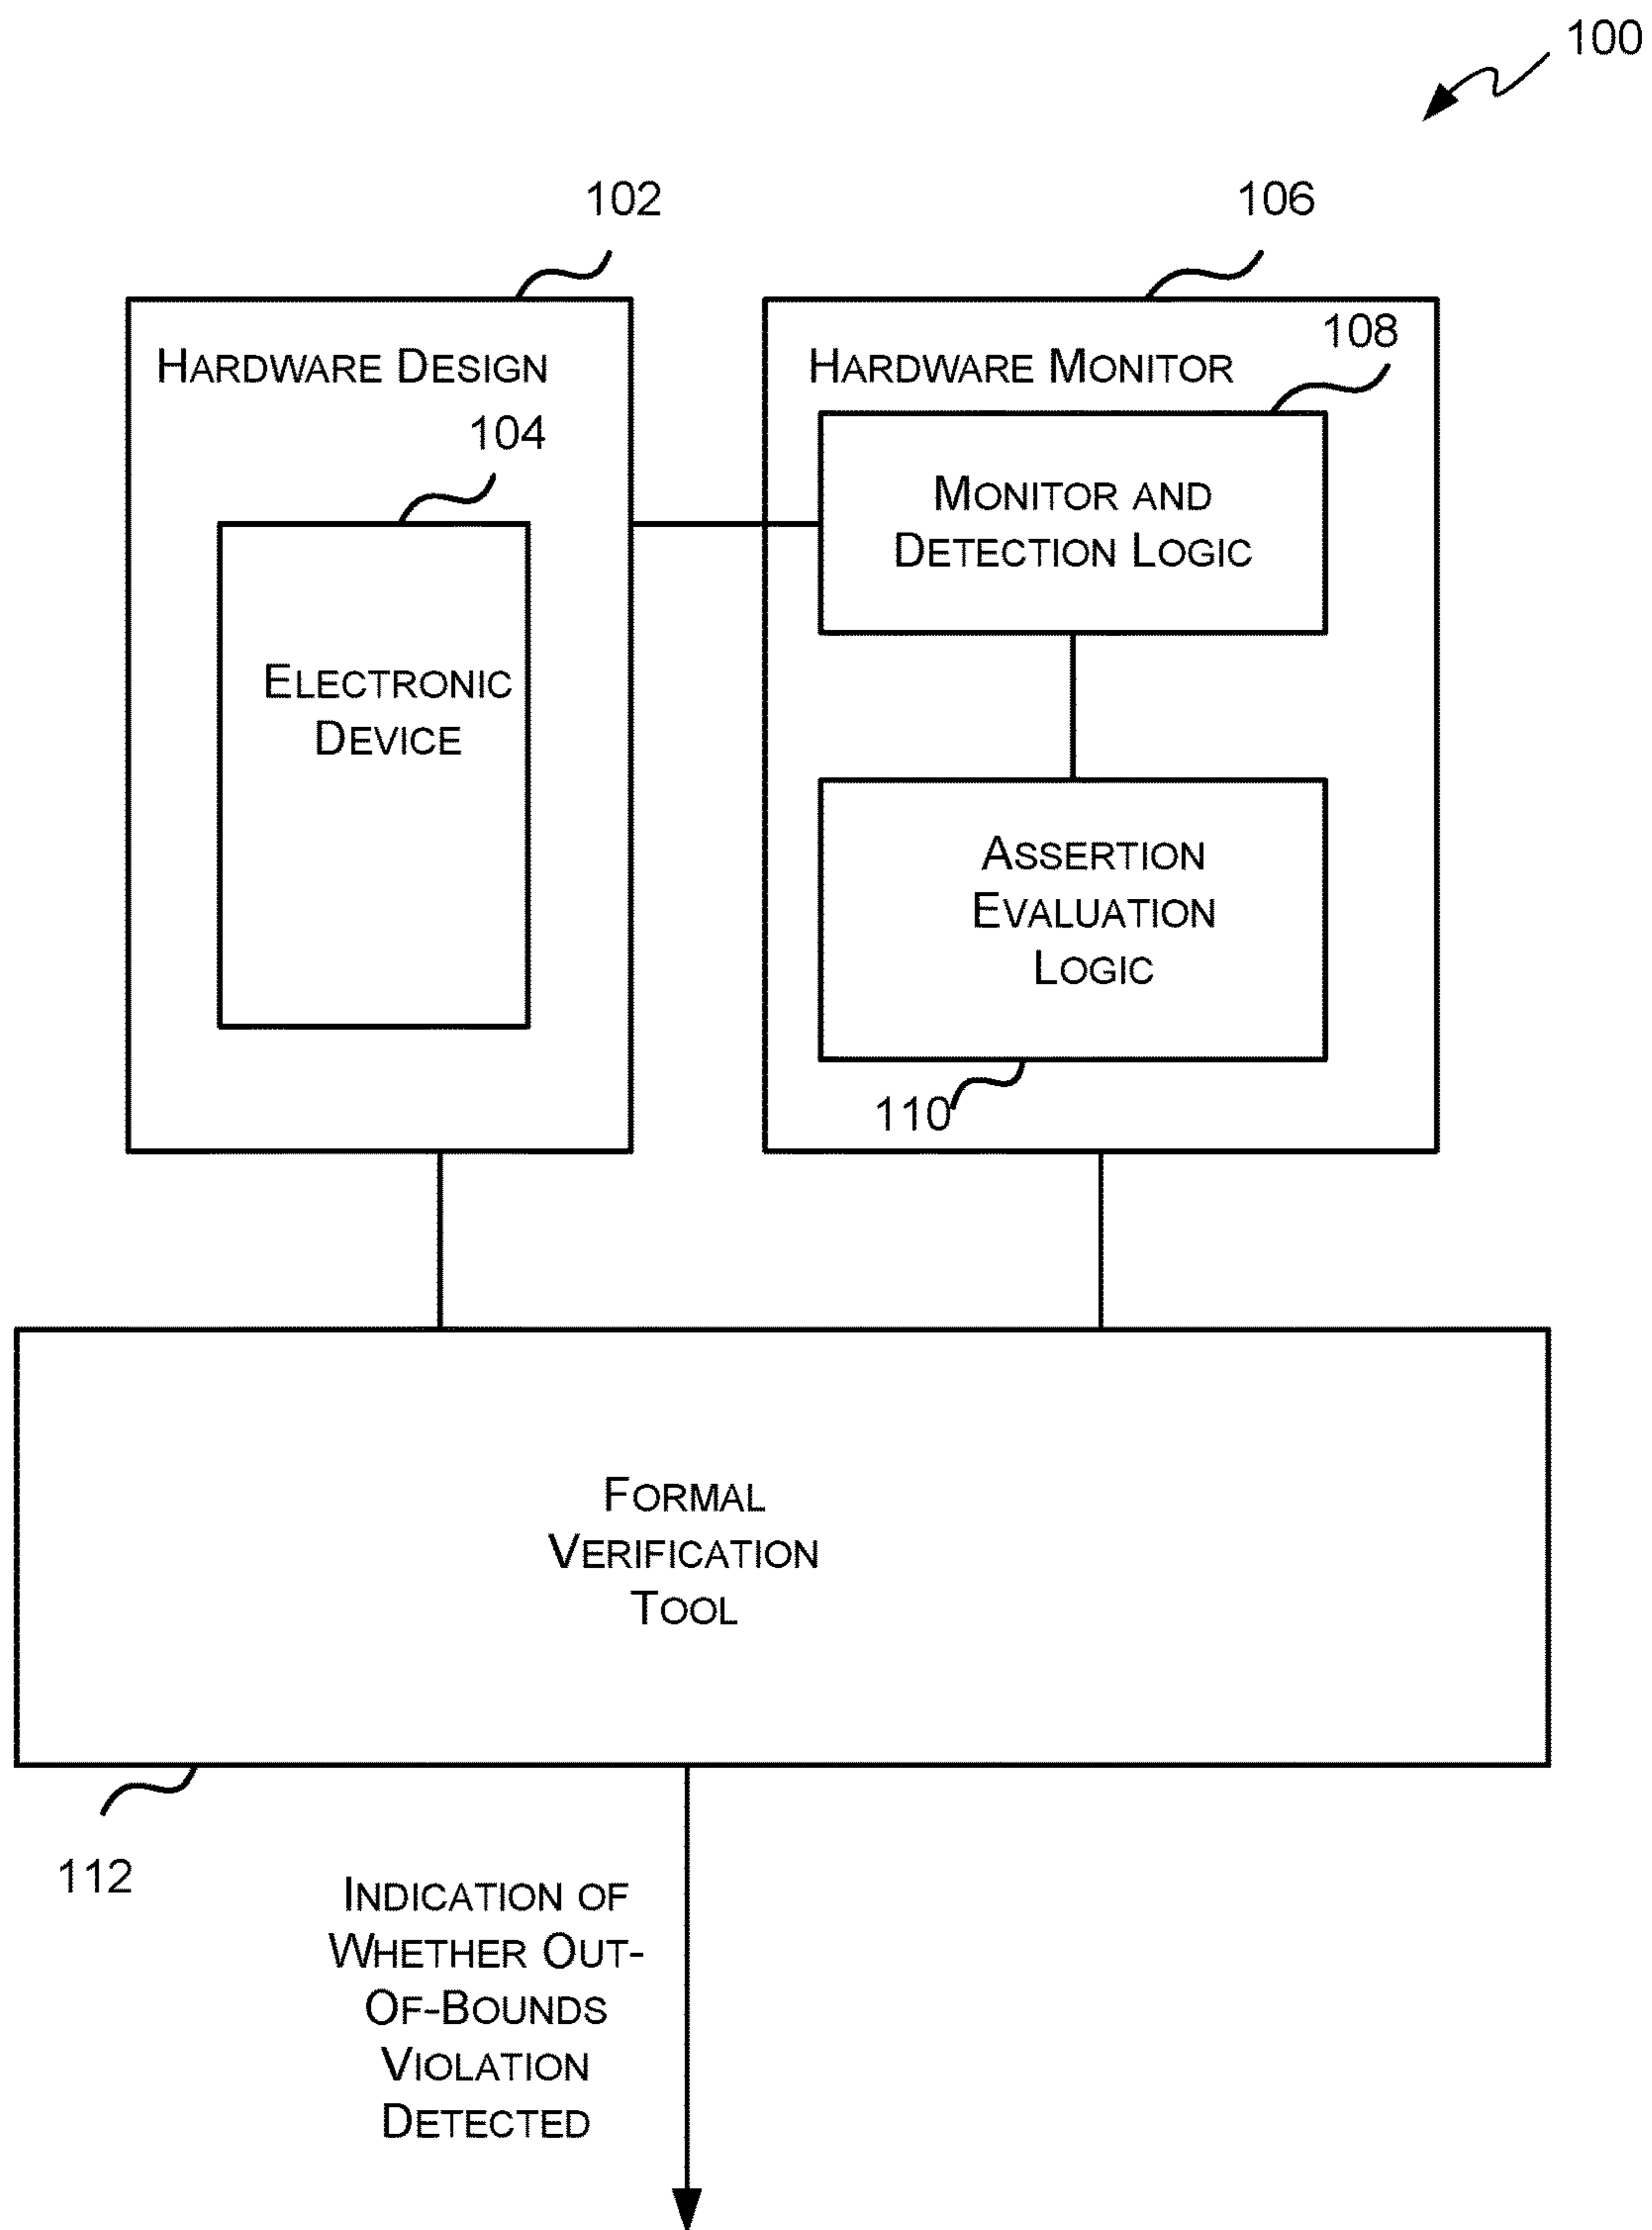 100
102
106
HARDWARE DESIGN
HARDWARE MONITOR
108
104
MONITOR AND
DETECTION LOGIC
ELECTRONIC
DEVICE
ASSERTION
EVALUATION
LOGIC
110
FORMAL
VERIFICATION
TOOL
112
INDICATION OF
WHETHER OUT-
OF-BOUNDS
VIOLATION
DETECTED